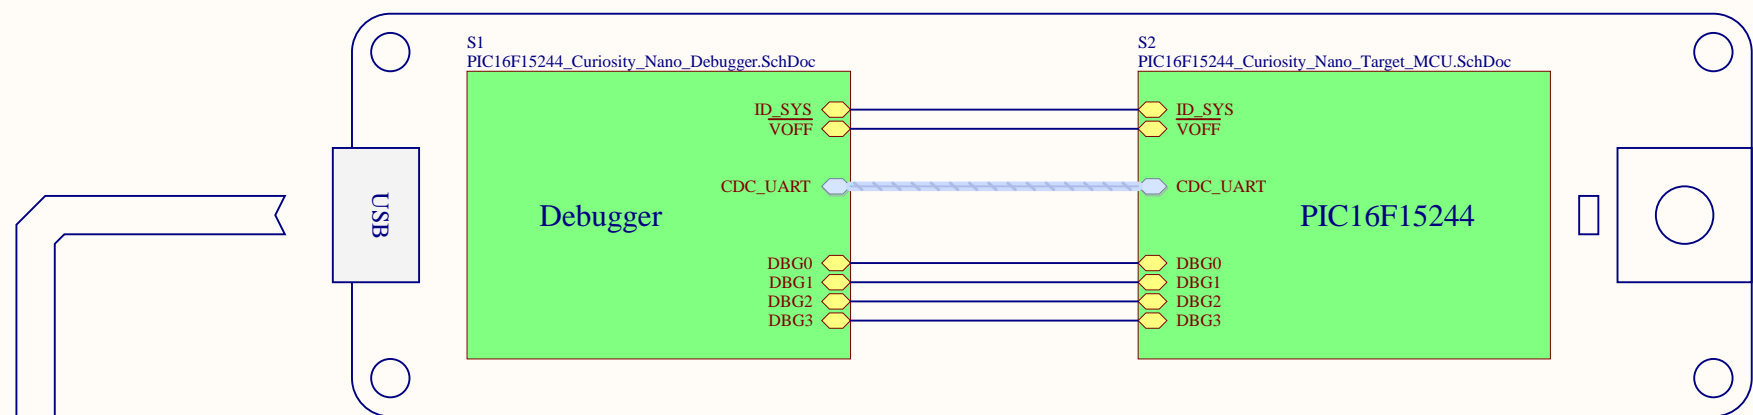 S1
PIC16F15244_Curiosity_Nano_Debugger.SchDoc
ID_SYS
VOFF
CDC_UART
Debugger
DBG0
DBG1
DBG2
DBG3
USB
S2
PIC16F15244_Curiosity_Nano_Target_MCU.SchDoc
ID_SYS
VOFF
CDC_UART
PIC16F15244
DBG0
DBG1
DBG2
DBG3